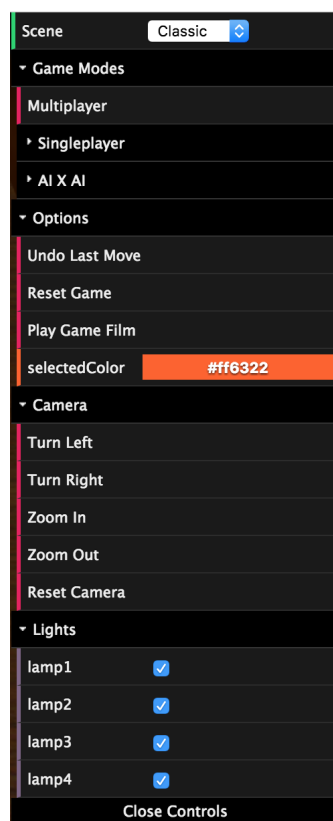 Scene Classic
Game Modes
Multiplayer
Singleplayer
AI X AI
Options
Undo Last Move
Reset Game
Play Game Film
selectedColor #ff6322
Camera
Turn Left
Turn Right
Zoom In
Zoom Out
Reset Camera
Lights
lamp1
lamp2
lamp3
lamp4
Close Controls